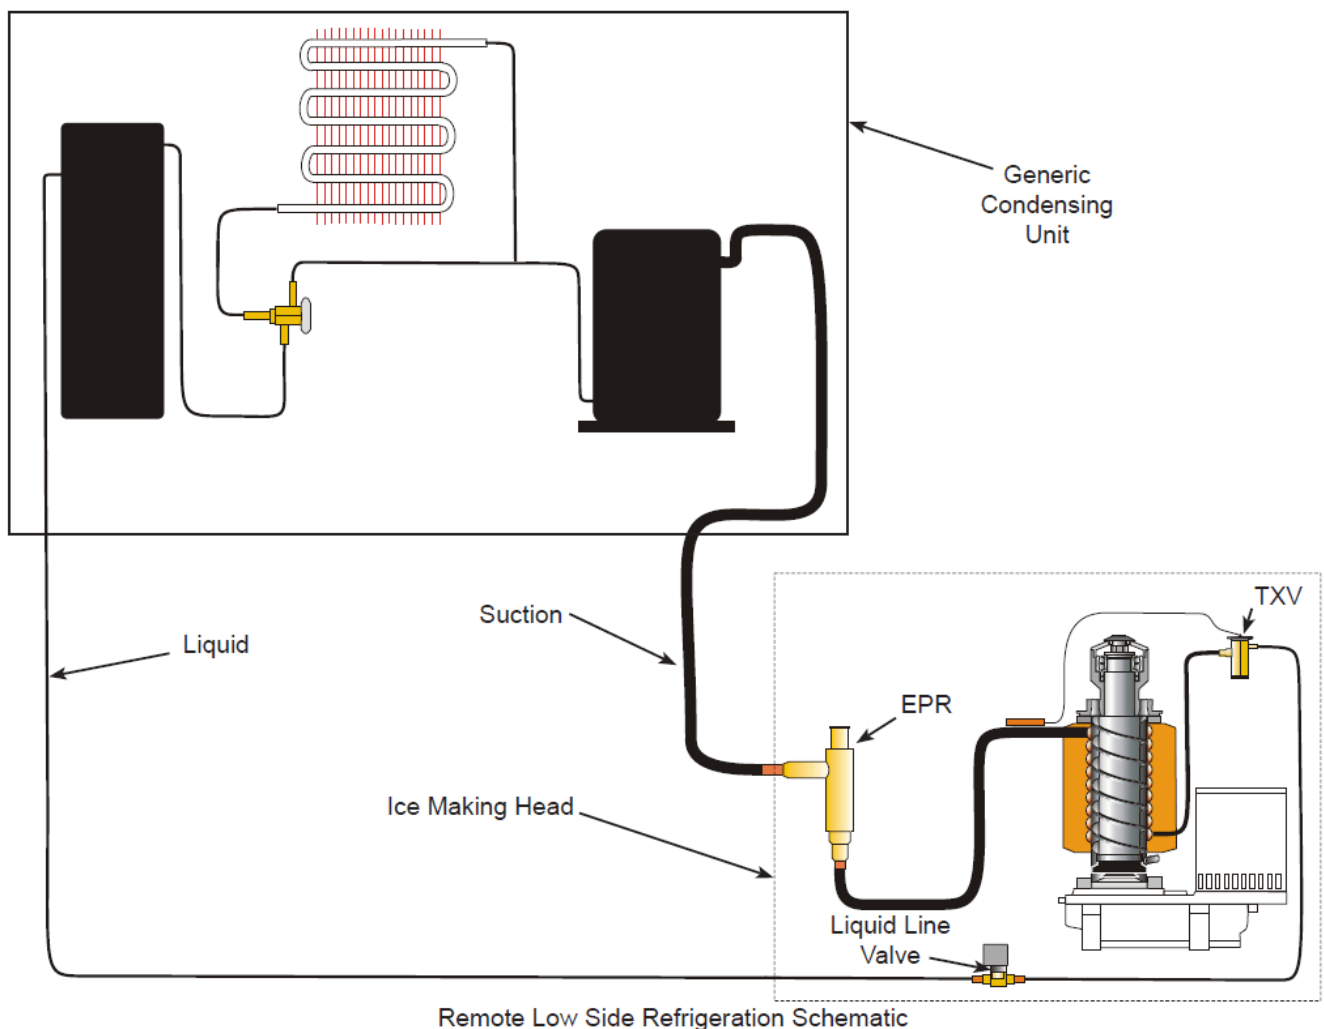 Generic
Condensing
Unit
TXV
Suction
Liquid
EPR
Ice Making Head
Liquid Line
Valve
Remote Low Side Refrigeration Schematic